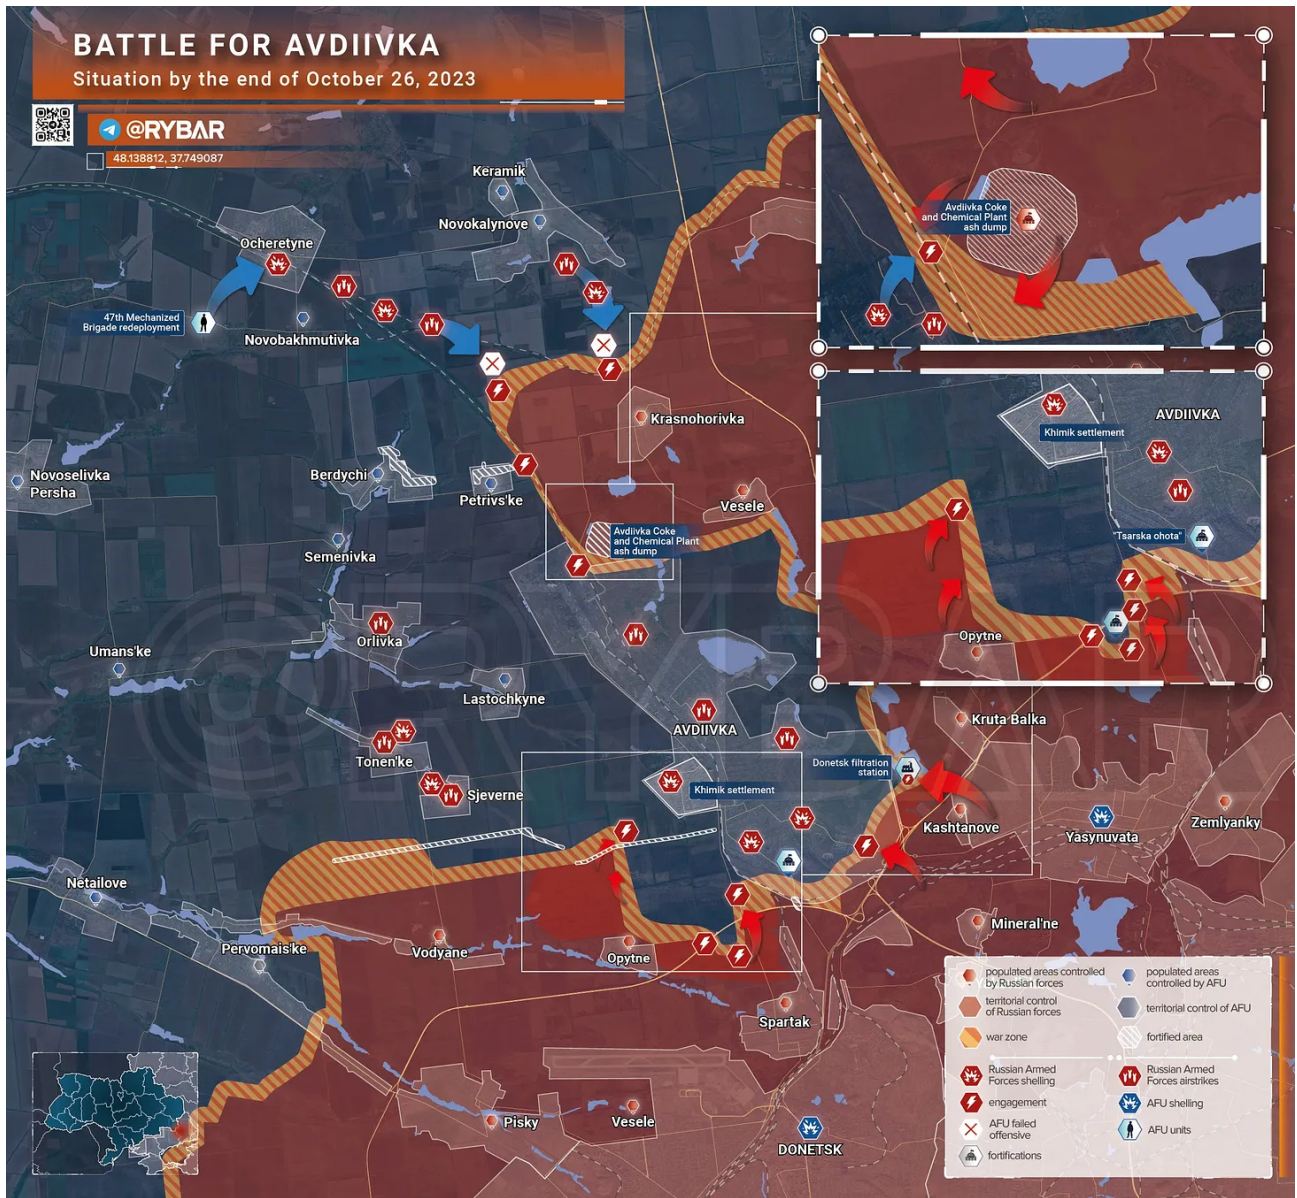 BATTLE FOR AVDIIVKA
Situation by the end of October 26, 2023
@RYBAR
48.138812, 37.749087
Keramik
Novokalynove
Ocheretyne
47th Mechanized
Brigade redeployment
Novobakhmutivka
Krasnohorivka
Novoselivka
Persha
Berdychi
Petrivs'ke
Vesele
Avdiivka Coke
and Chemical Plant
ash dump
Semenivka
Orlivka
Umans'ke
Lastochkyne
AVDIIVKA
Tonen'ke
Sjeverne
Khimik settlement
Donetsk filtration
station
Kruta Balka
Kashtanove
Yasynuvata
Zemlyanky
Netailove
Pervomais'ke
Vodyane
Opytne
Mineral'ne
Spartak
Pisky
Vesele
DONETSK
@RYBAR
Avdiivka Coke
and Chemical Plant
ash dump
AVDIIVKA
Khimik settlement
"Tsarska ohota"
Opytne
populated areas controlled
by Russian forces
populated areas
controlled by AFU
territorial control
of Russian forces
territorial control of AFU
war zone
fortified area
Russian Armed
Forces shelling
Russian Armed
Forces airstrikes
engagement
AFU shelling
AFU failed
offensive
AFU units
fortifications